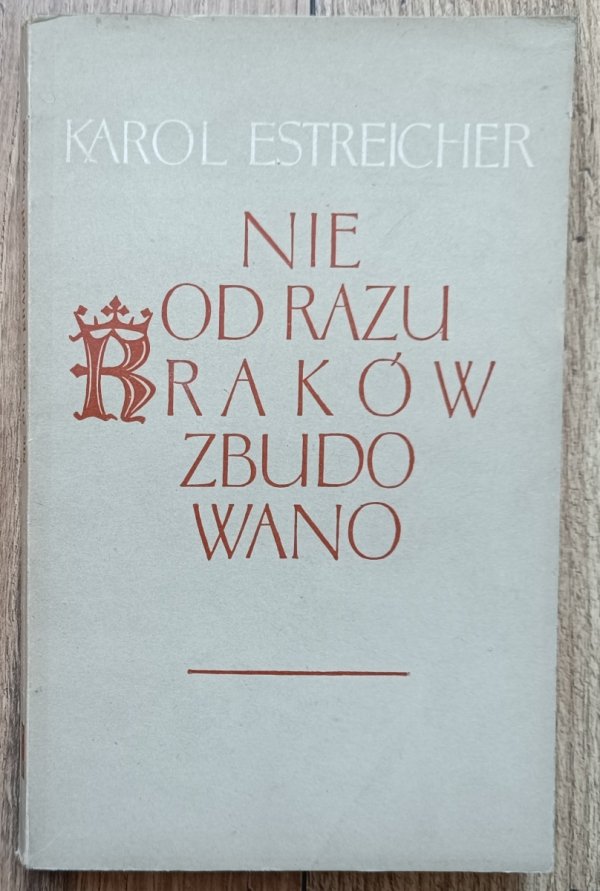 KAROL ESTREICHER
NIE
OD RAZU
KRAKÓW
ZBUDO
WANO